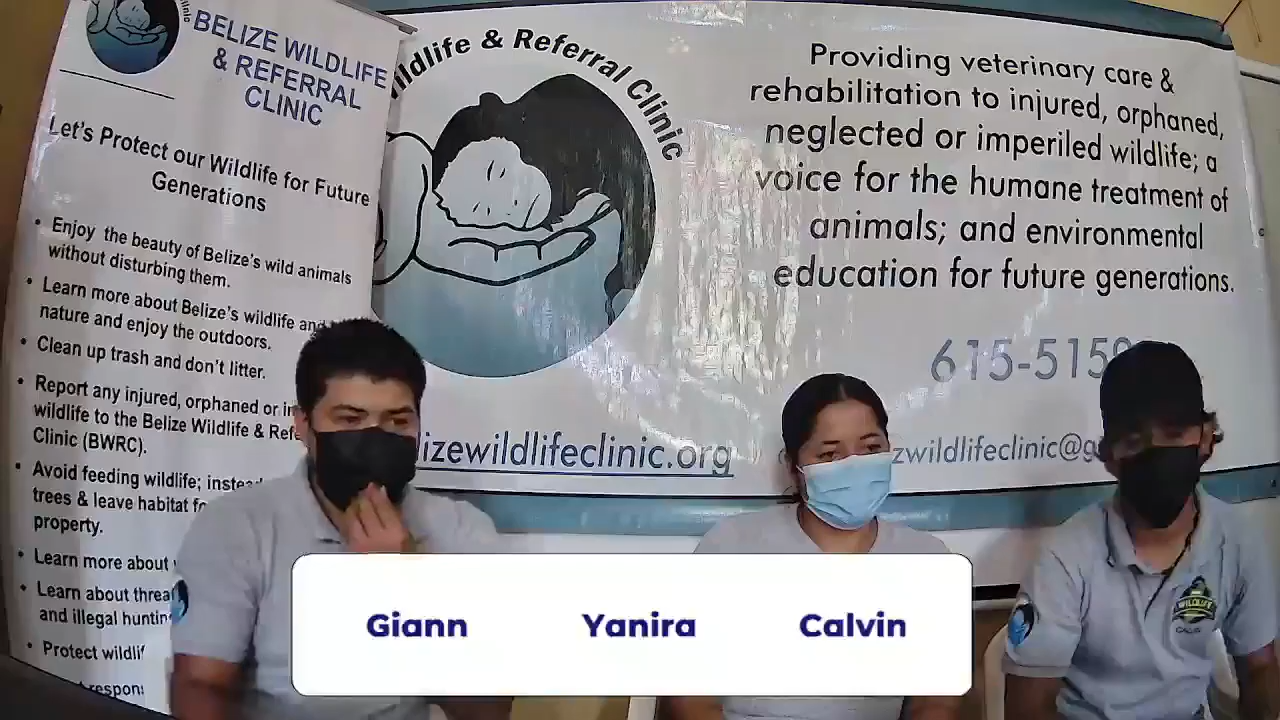 BELIZE WILDLIFE
& REFERRAL
CLINIC
Let's Protect our Wildlife for Future
Generations
• Enjoy the beauty of Belize's wild animals
without disturbing them.
• Learn more about Belize's wildlife and
nature and enjoy the outdoors.
• Clean up trash and don't litter.
• Report any injured, orphaned or
wildlife to the Belize Wildlife &
Clinic (BWRC).
• Avoid feeding wildlife; instead
trees & leave habitat
property.
• Learn more about
• Learn about
and illegal
• Protect
Wildlife & Referral Clinic
Providing veterinary care &
rehabilitation to injured, orphaned,
neglected or imperiled wildlife; a
voice for the humane treatment of
animals; and environmental
education for future generations.
615-515
lizewildlifeclinic.org
zwildlifeclinic@g
WILDLIFE
Giann Yanira Calvin